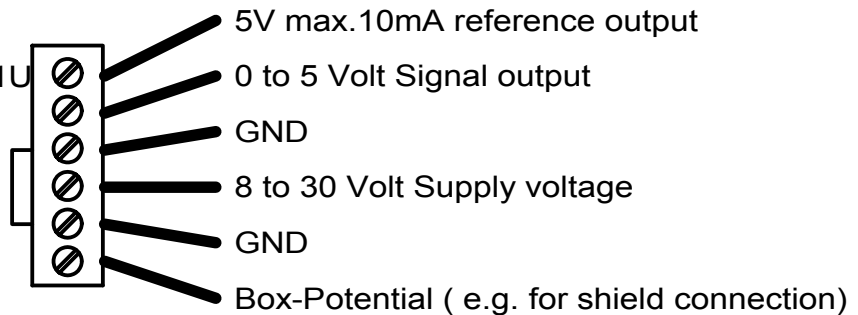 5V max.10mA reference output
0 to 5 Volt Signal output
GND
8 to 30 Volt Supply voltage
GND
Box-Potential ( e.g. for shield connection)